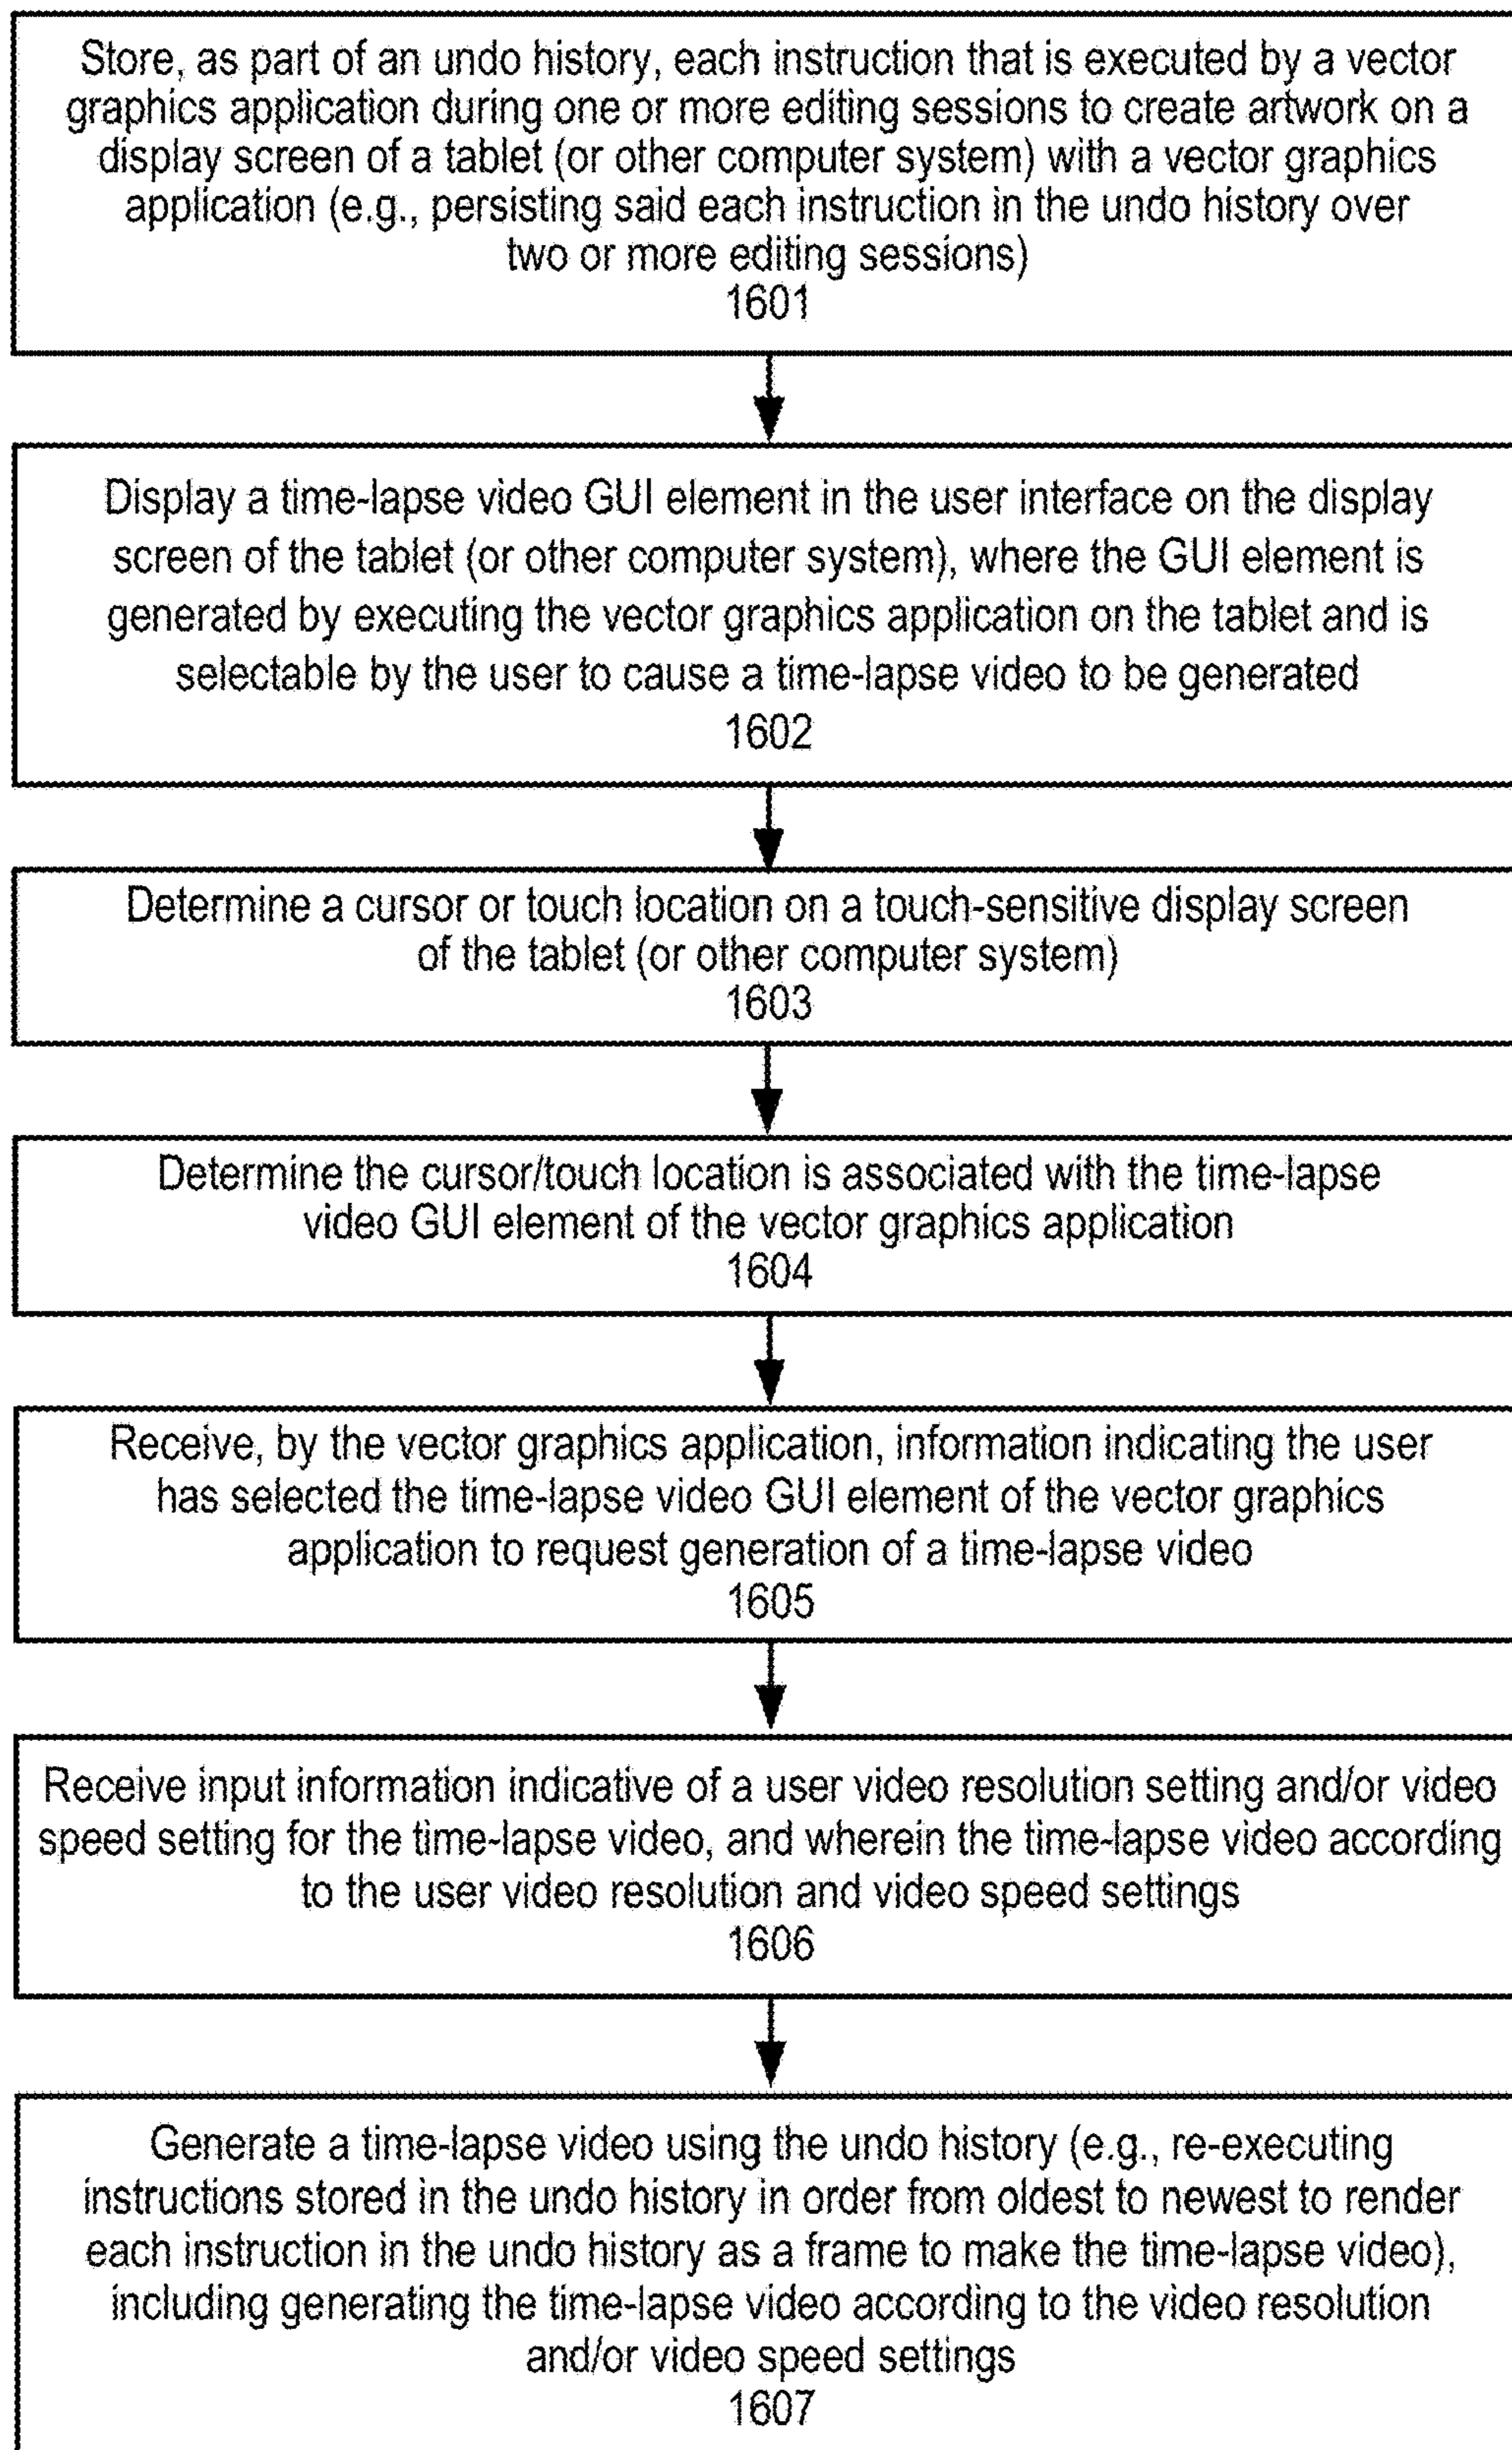 Store, as part of an undo history, each instruction that is executed by a vector
graphics application during one or more editing sessions to create artwork on a
display screen of a tablet (or other computer system) with a vector graphics
application (e.g., persisting said each instruction in the undo history over
two or more editing sessions)
1601
Display a time-lapse video GUI element in the user interface on the display
screen of the tablet (or other computer system), where the GUI element is
generated by executing the vector graphics application on the tablet and is
selectable by the user to cause a time-lapse video to be generated
1602
Determine a cursor or touch location on a touch-sensitive display screen
of the tablet (or other computer system)
1603
Determine the cursor/touch location is associated with the time-lapse
video GUI element of the vector graphics application
1604
Receive, by the vector graphics application, information indicating the user
has selected the time-lapse video GUI element of the vector graphics
application to request generation of a time-lapse video
1605
Receive input information indicative of a user video resolution setting and/or video
speed setting for the time-lapse video, and wherein the time-lapse video according
to the user video resolution and video speed settings
1606
Generate a time-lapse video using the undo history (e.g., re-executing
instructions stored in the undo history in order from oldest to newest to render
each instruction in the undo history as a frame to make the time-lapse video),
including generating the time-lapse video according to the video resolution
and/or video speed settings
1607